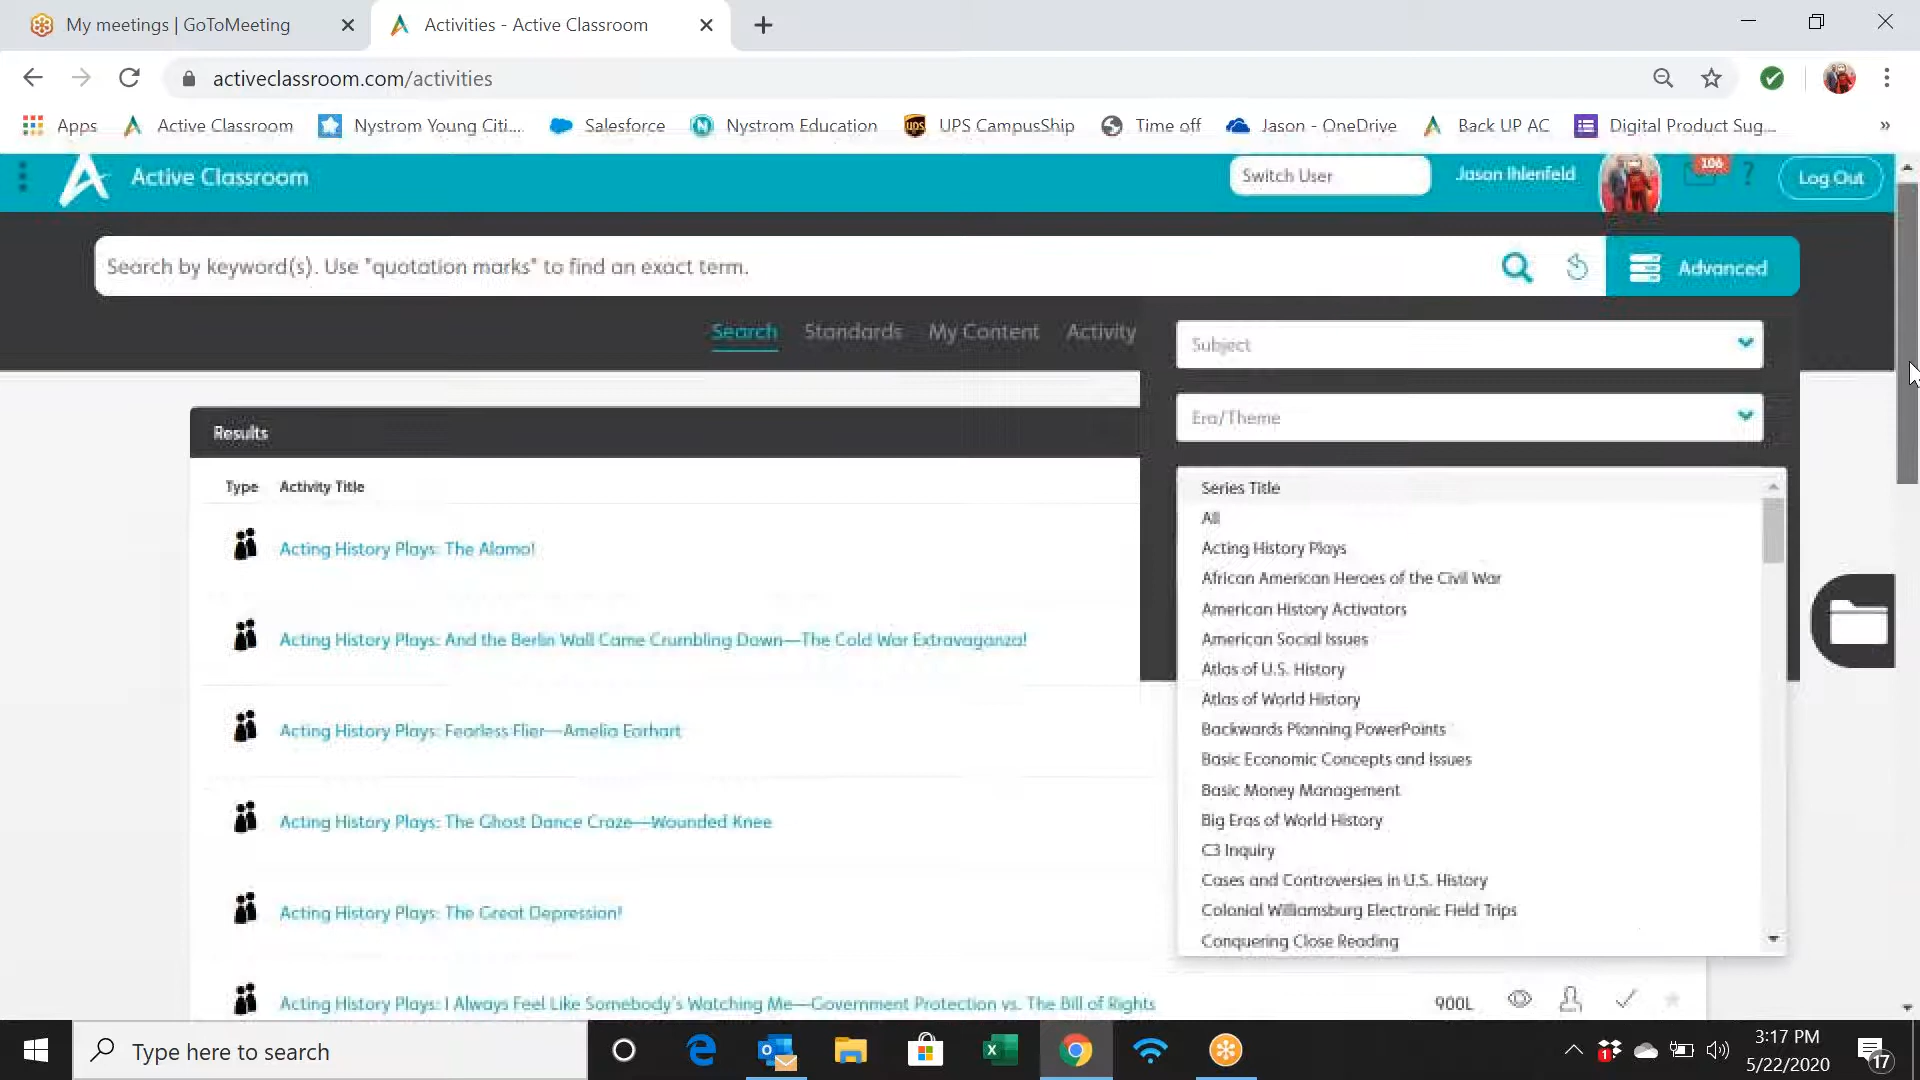 My meetings | GoToMeeting
Activities - Active Classroom
activeclassroom.com/activities
Apps
Active Classroom
Nystrom Young Citi...
Salesforce
Nystrom Education
UPS CampusShip
Time off
Jason - OneDrive
Back UP AC
Digital Product Sug...
»
Active Classroom
Switch User
Jason Ihlenfeld
106
?
Log Out
Search by keyword(s). Use "quotation marks" to find an exact term.
Advanced
Search
Standards
My Content
Activity
Subject
Era/Theme
Results
Type
Activity Title
Series Title
All
Acting History Plays
African American Heroes of the Civil War
American History Activators
American Social Issues
Atlas of U.S. History
Atlas of World History
Backwards Planning PowerPoints
Basic Economic Concepts and Issues
Basic Money Management
Big Eras of World History
C3 Inquiry
Cases and Controversies in U.S. History
Colonial Williamsburg Electronic Field Trips
Conquering Close Reading
Acting History Plays: The Alamo!
Acting History Plays: And the Berlin Wall Came Crumbling Down—The Cold War Extravaganza!
Acting History Plays: Fearless Flier—Amelia Earhart
Acting History Plays: The Ghost Dance Craze—Wounded Knee
Acting History Plays: The Great Depression!
Acting History Plays: I Always Feel Like Somebody's Watching Me—Government Protection vs. The Bill of Rights
900L
Type here to search
3:17 PM
5/22/2020
17